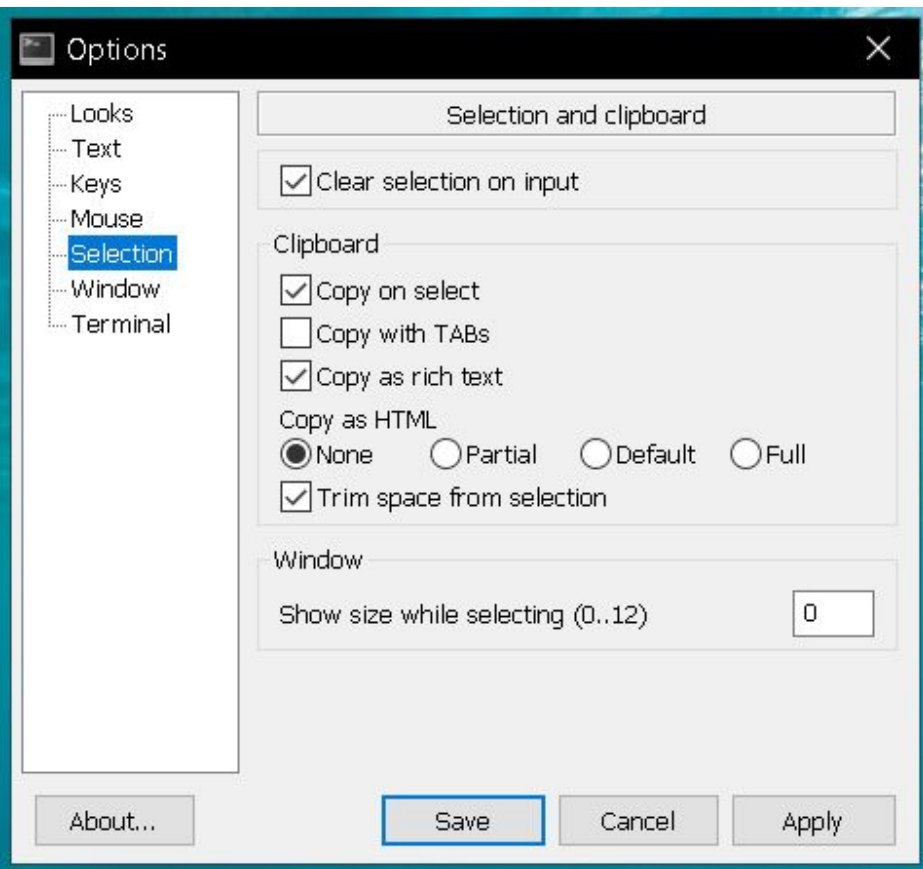 Options
Looks
Text
Keys
Mouse
Selection
Window
Terminal
Selection and clipboard
Clear selection on input
Clipboard
Copy on select
Copy with TABs
Copy as rich text
Copy as HTML
None Partial Default Full
Trim space from selection
Window
Show size while selecting (0..12) 0
About... Save Cancel Apply